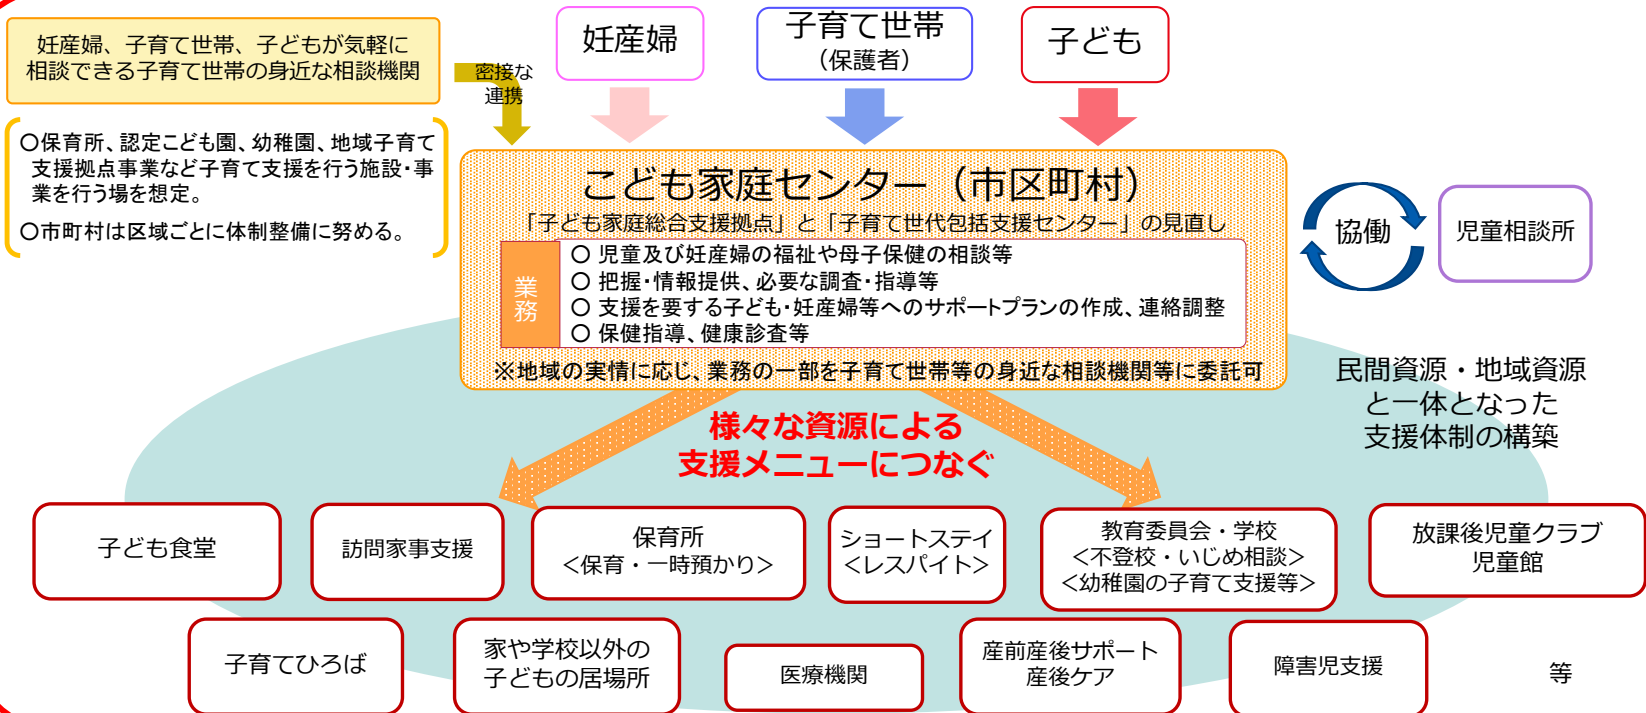 妊産婦、子育て世帯、子どもが気軽に
相談できる子育て世帯の身近な相談機関
密接な
連携
妊産婦
子育て世帯
（保護者）
子ども
〇保育所、認定こども園、幼稚園、地域子育て
支援拠点事業など子育て支援を行う施設・事
業を行う場を想定。
〇市町村は区域ごとに体制整備に努める。
こども家庭センター（市区町村）
「子ども家庭総合支援拠点」と「子育て世代包括支援センター」の見直し
業務
〇 児童及び妊産婦の福祉や母子保健の相談等
〇 把握・情報提供、必要な調査・指導等
〇 支援を要する子ども・妊産婦等へのサポートプランの作成、連絡調整
〇 保健指導、健康診査等
※地域の実情に応じ、業務の一部を子育て世帯等の身近な相談機関等に委託可
協働
児童相談所
民間資源・地域資源
と一体となった
支援体制の構築
様々な資源による
支援メニューにつなぐ
子ども食堂
訪問家事支援
保育所
＜保育・一時預かり＞
ショートステイ
＜レスパイト＞
教育委員会・学校
＜不登校・いじめ相談＞
＜幼稚園の子育て支援等＞
放課後児童クラブ
児童館
子育てひろば
家や学校以外の
子どもの居場所
医療機関
産前産後サポート
産後ケア
障害児支援
等